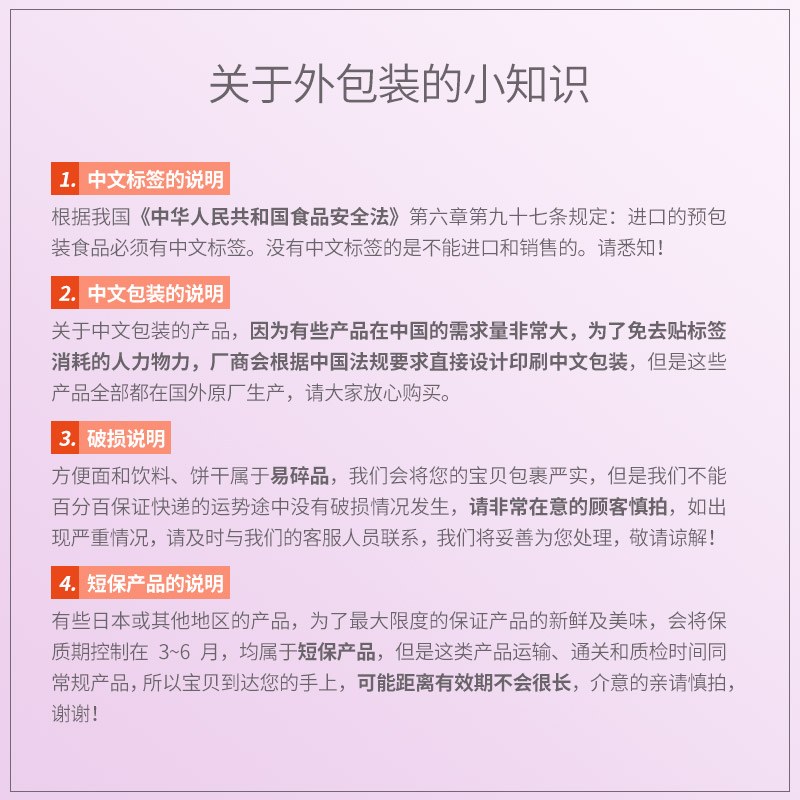 关于外包装的小知识
1. 中文标签的说明
根据我国《中华人民共和国食品安全法》第六章第九十七条规定：进口的预包
装食品必须有中文标签。没有中文标签的是不能进口和销售的。请悉知！
2. 中文包装的说明
关于中文包装的产品，因为有些产品在中国的需求量非常大，为了免去贴标签
消耗的人力物力，厂商会根据中国法规要求直接设计印刷中文包装，但是这些
产品全部都在国外原厂生产，请大家放心购买。
3. 破损说明
方便面和饮料、饼干属于易碎品，我们会将您的宝贝包裹严实，但是我们不能
百分百保证快递的运势途中没有破损情况发生，请非常在意的顾客慎拍，如出
现严重情况，请及时与我们的客服人员联系，我们将妥善为您处理，敬请谅解！
4. 短保产品的说明
有些日本或其他地区的产品，为了最大限度的保证产品的新鲜及美味，会将保
质期控制在 3~6 月，均属于短保产品，但是这类产品运输、通关和质检时间同
常规产品，所以宝贝到达您的手上，可能距离有效期不会很长，介意的亲请慎拍，
谢谢！